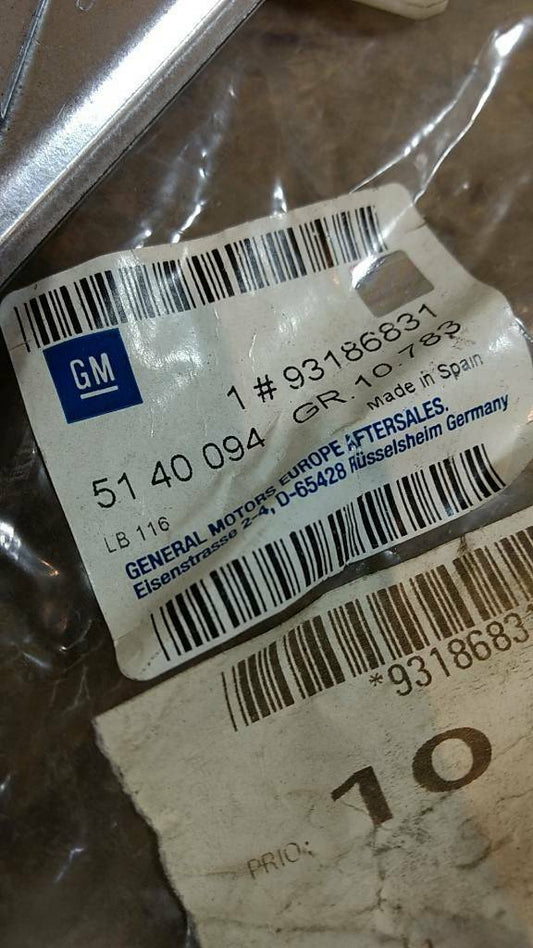 GM
1 # 93186831
51 40 094 GR. 10.783
Made in Spain
LB 116
GENERAL MOTORS EUROPE AFTERSALES.
Eisenstrasse 2-4, D-65428 Rüsselsheim Germany
*9318683
PRIO: 10